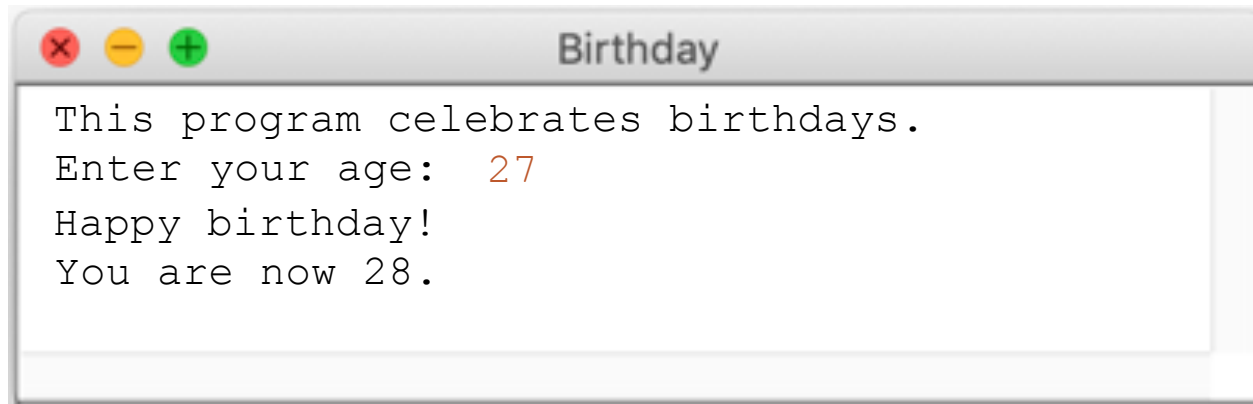 Birthday
This program celebrates birthdays.
Enter your age: 27
Happy birthday!
You are now 28.